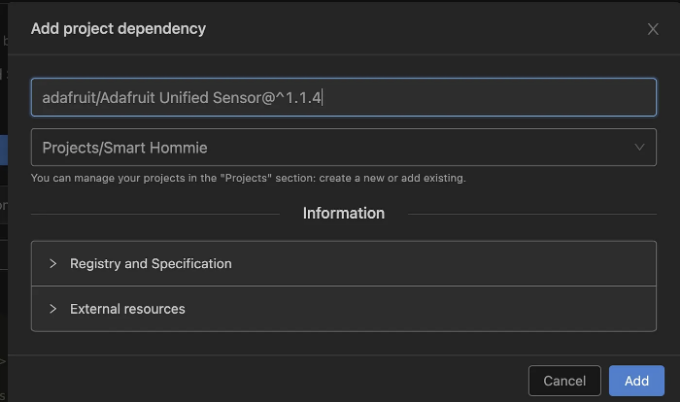 Add project dependency
adafruit/Adafruit Unified Sensor@^1.1.4
Projects/Smart Hommie
You can manage your projects in the "Projects" section: create a new or add existing.
Information
Registry and Specification
External resources
Cancel
Add